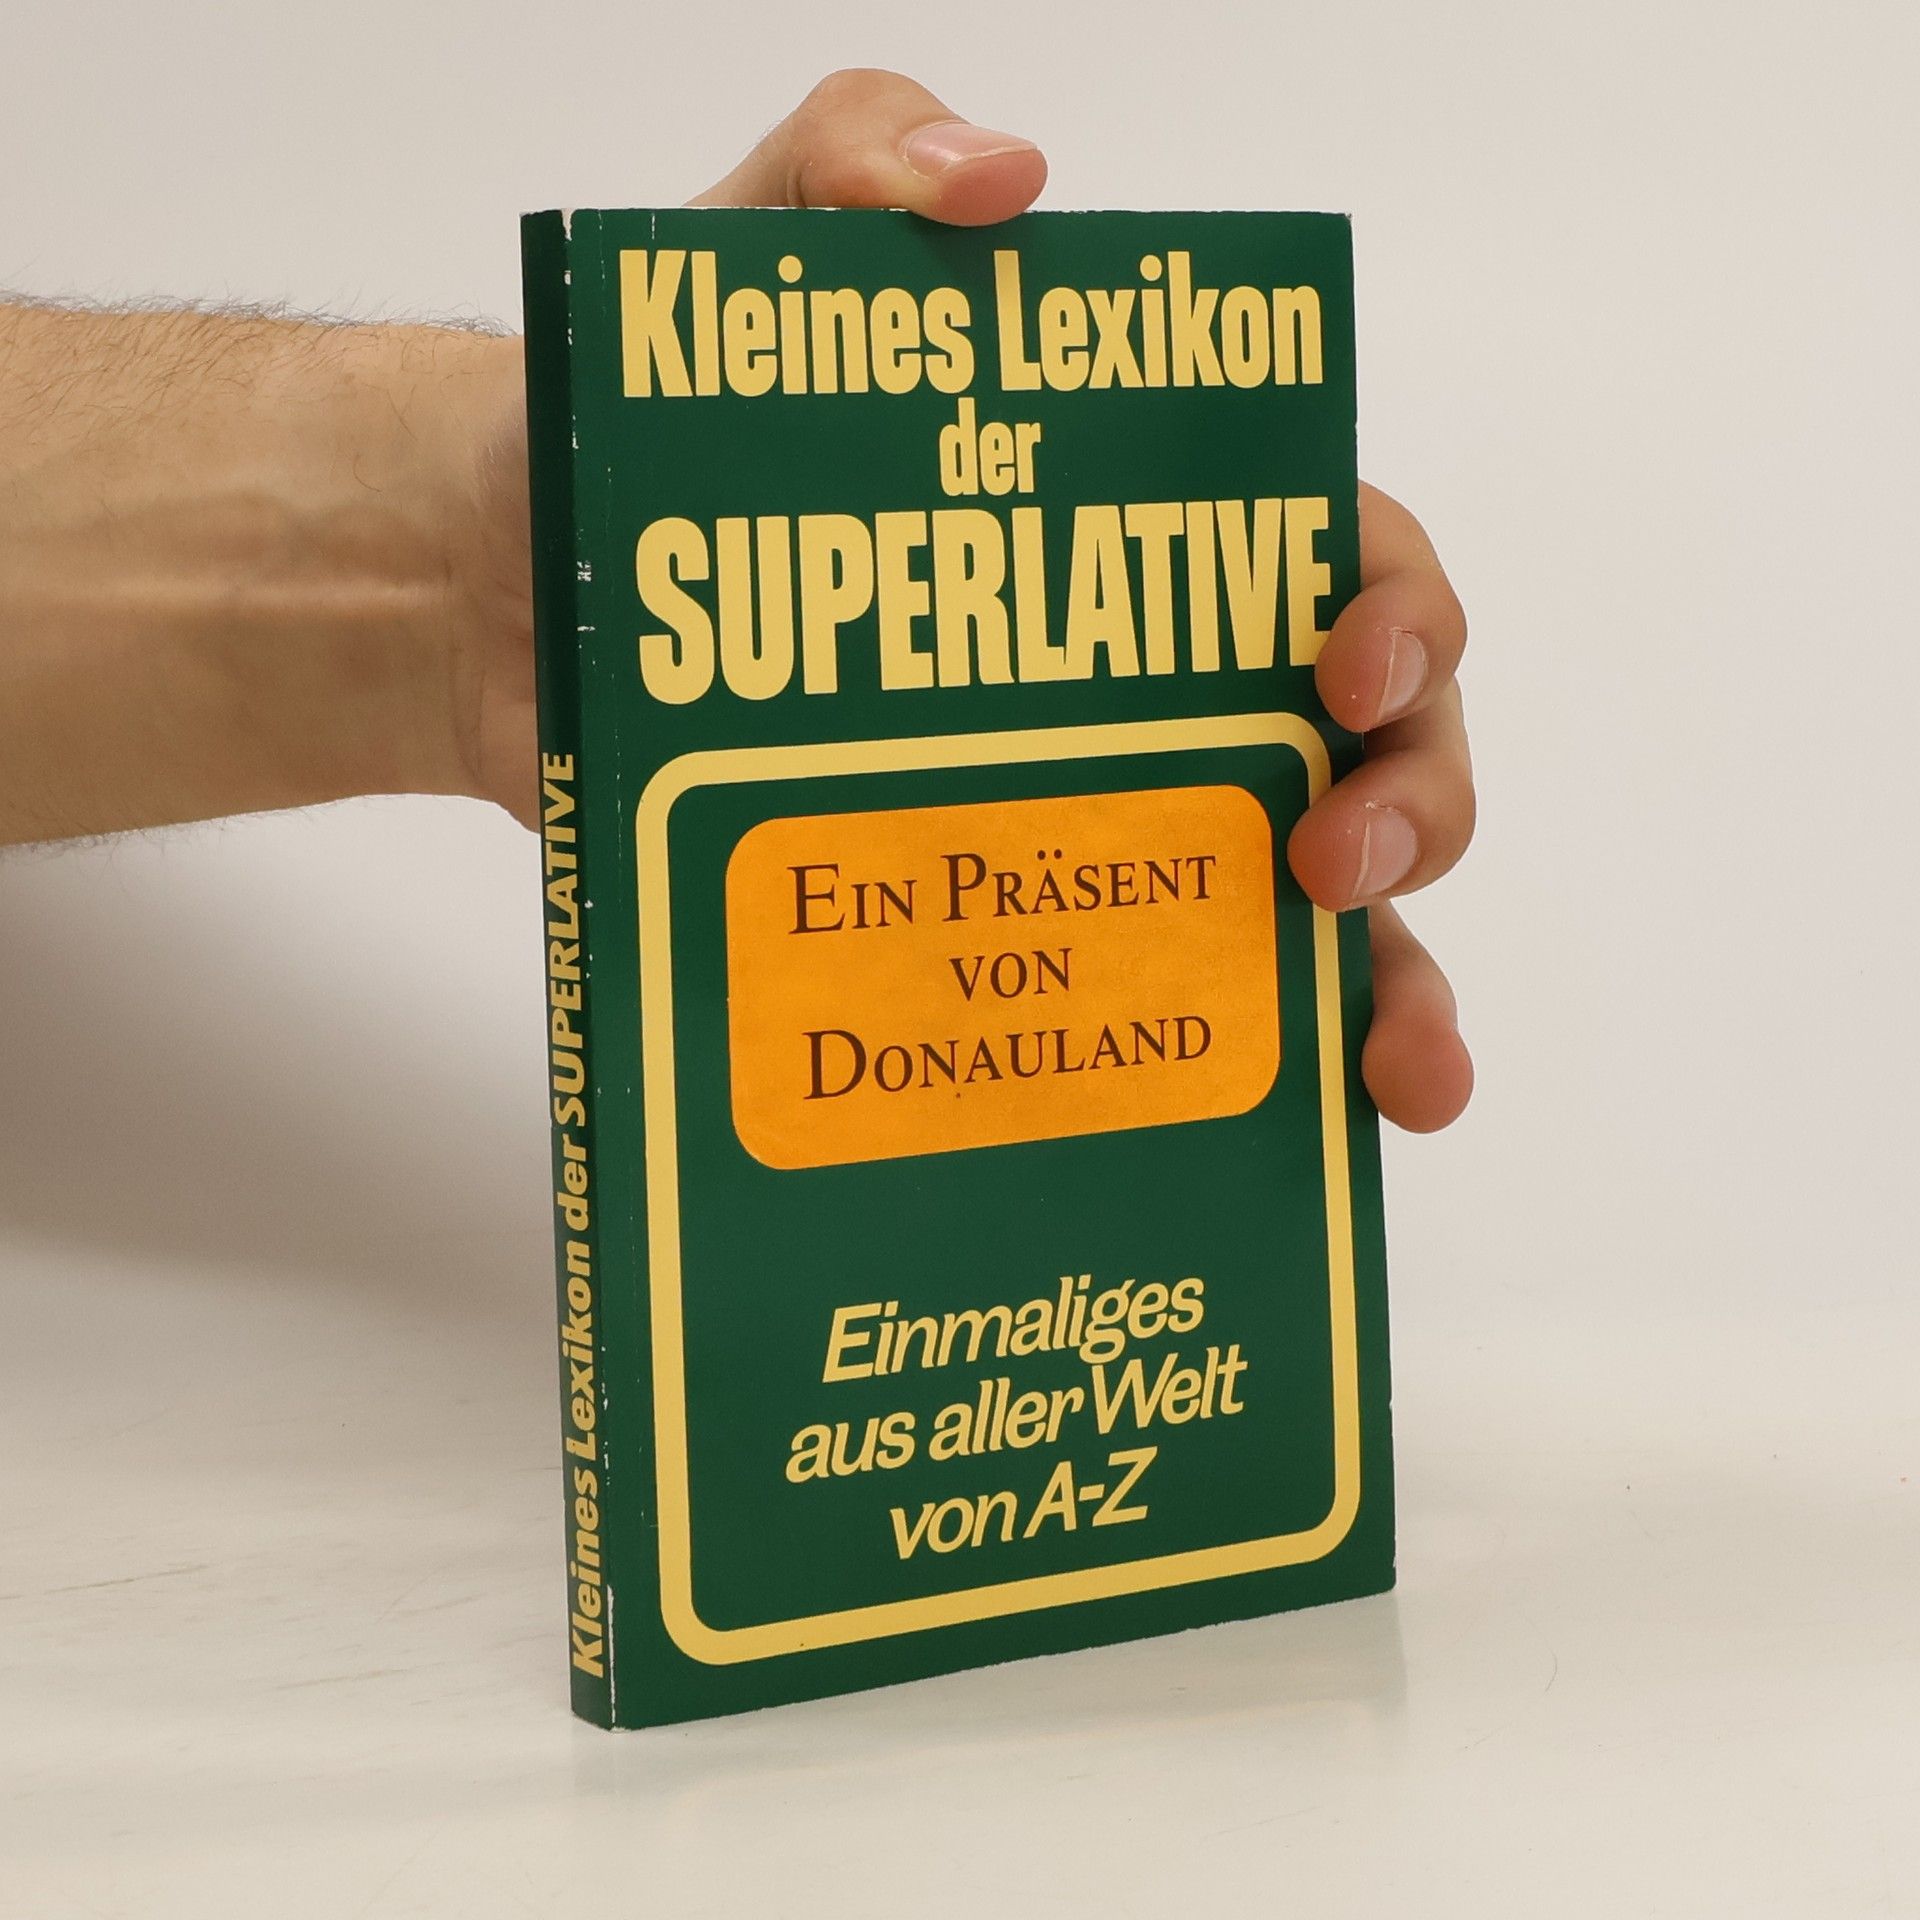 Kleines Lexikon
der
SUPERLATIVE
EIN PRÄSENT
VON
DONAULAND
Einmaliges
aus aller Welt
von A-Z
Kleines Lexikon der SUPERLATIVE